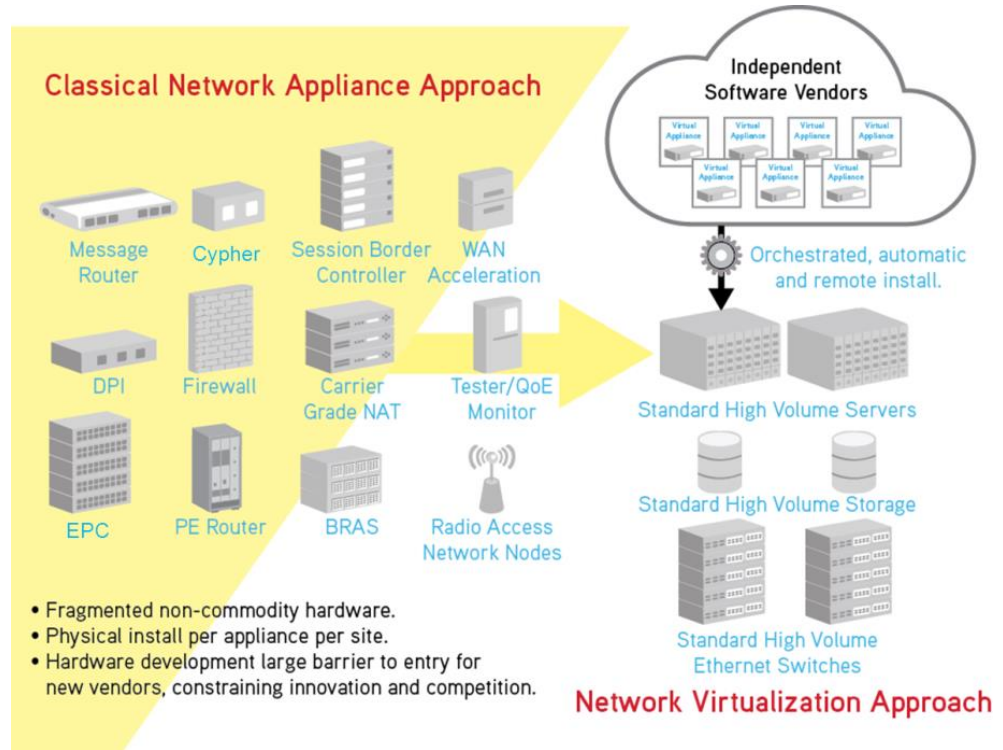 Classical Network Appliance Approach
Message
Router
Cypher
Session Border
Controller
WAN
Acceleration
DPI
Firewall
Carrier
Grade NAT
Tester/QoE
Monitor
EPC
PE Router
BRAS
Radio Access
Network Nodes
• Fragmented non-commodity hardware.
• Physical install per appliance per site.
• Hardware development large barrier to entry for
new vendors, constraining innovation and competition.
Independent
Software Vendors
Virtual
Appliance
Virtual
Appliance
Virtual
Appliance
Virtual
Appliance
Virtual
Appliance
Virtual
Appliance
Virtual
Appliance
Orchestrated, automatic
and remote install.
Standard High Volume Servers
Standard High Volume Storage
Standard High Volume
Ethernet Switches
Network Virtualization Approach